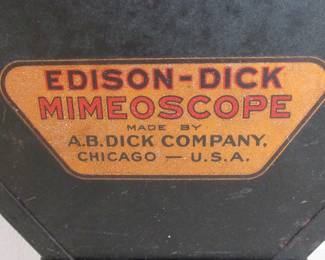 EDISON-DICK
MIMEOSCOPE
MADE BY
A.B.DICK COMPANY,
CHICAGO — U.S.A.